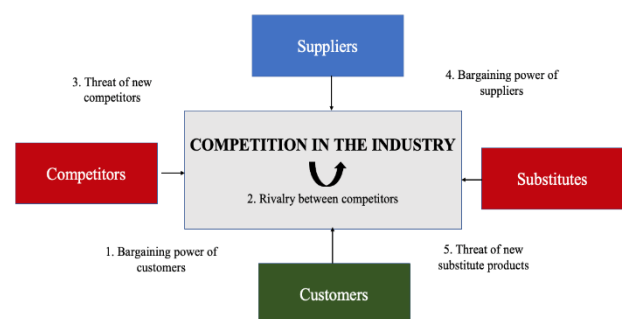 Suppliers
3. Threat of new
competitors
4. Bargaining power of
suppliers
COMPETITION IN THE INDUSTRY
Competitors
Substitutes
2. Rivalry between competitors
1. Bargaining power of
customers
5. Threat of new
substitute products
Customers